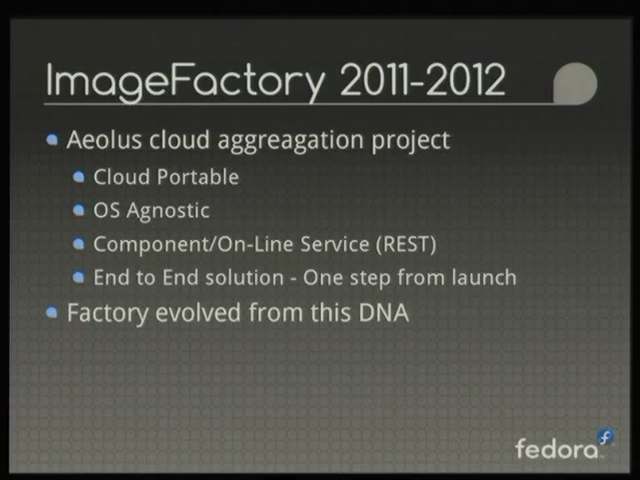 ImageFactory 2011-2012
Aeolus cloud aggreagation project
Cloud Portable
OS Agnostic
Component/On-Line Service (REST)
End to End solution - One step from launch
Factory evolved from this DNA
fedora